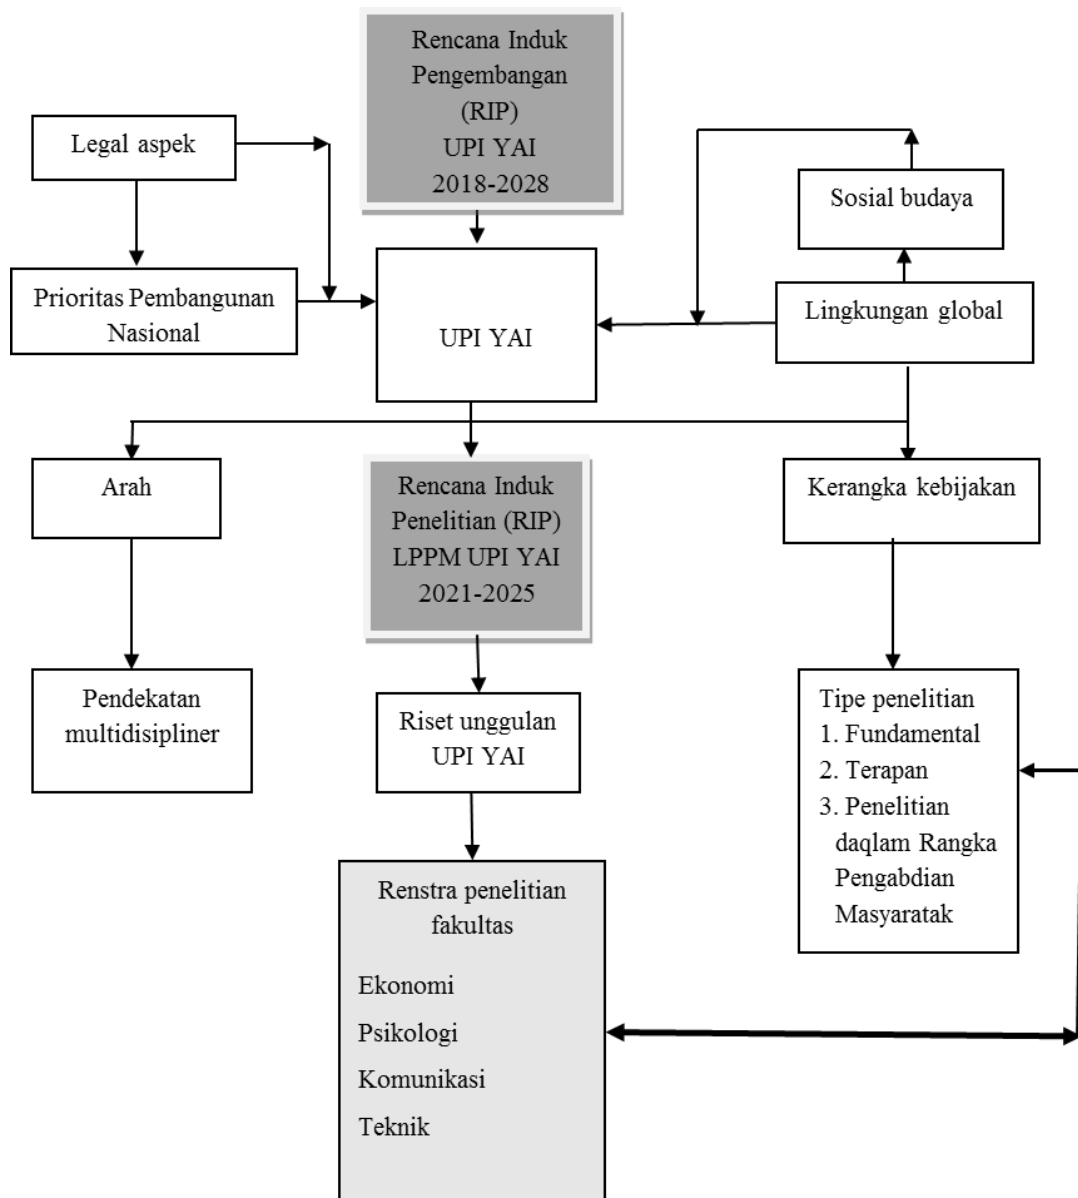 Rencana Induk
Pengembangan
(RIP)
UPI YAI
2018-2028
Legal aspek
Sosial budaya
Prioritas Pembangunan
Nasional
UPI YAI
Lingkungan global
Arah
Rencana Induk
Penelitian (RIP)
LPPM UPI YAI
2021-2025
Kerangka kebijakan
Pendekatan
multidisipliner
Riset unggulan
UPI YAI
Tipe penelitian
1. Fundamental
2. Terapan
3. Penelitian
daqlam Rangka
Pengabdian
Masyaratak
Renstra penelitian
fakultas
Ekonomi
Psikologi
Komunikasi
Teknik